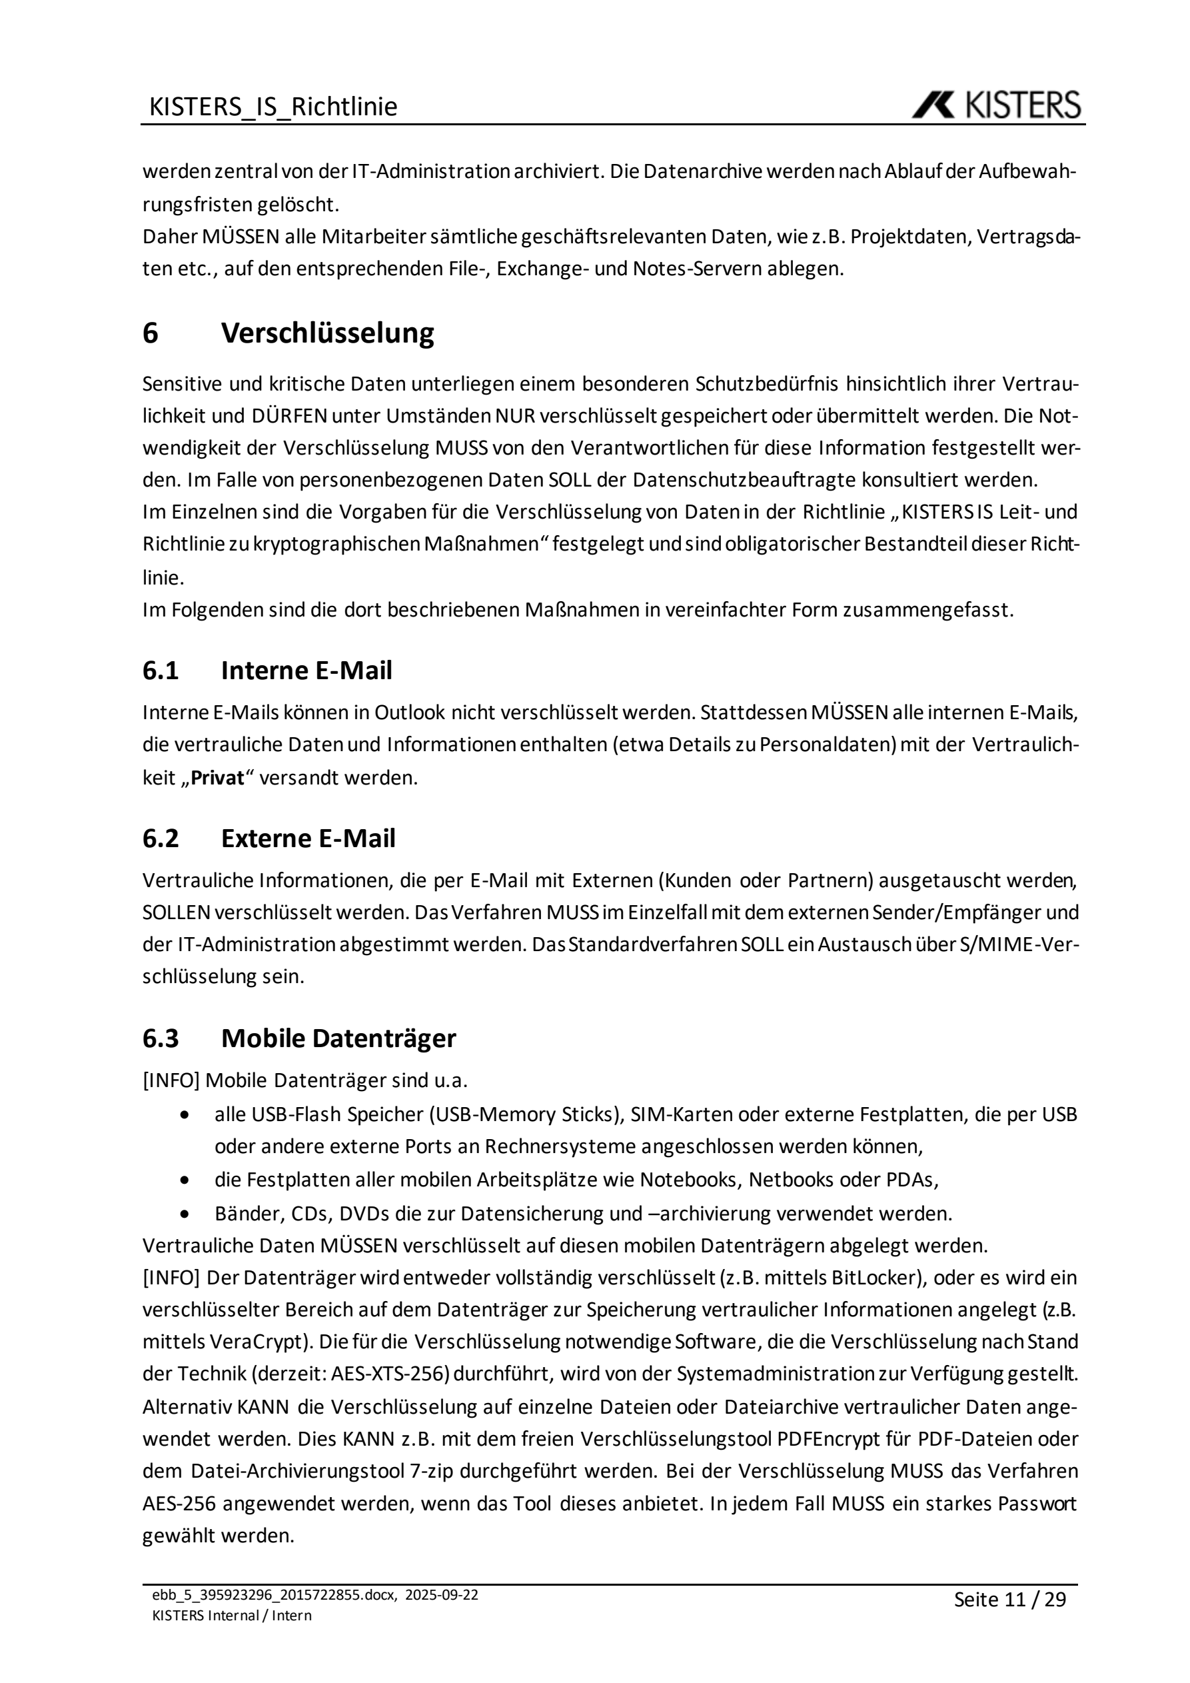 KISTERS_IS_Richtlinie
KISTERS
werden zentral von der IT-Administration archiviert. Die Datenarchive werden nach Ablauf der Aufbewah-
rungsfristen gelöscht.
Daher MÜSSEN alle Mitarbeiter sämtliche geschäftsrelevanten Daten, wie z.B. Projektdaten, Vertragsda-
ten etc., auf den entsprechenden File-, Exchange- und Notes-Servern ablegen.
6 Verschlüsselung
Sensitive und kritische Daten unterliegen einem besonderen Schutzbedürfnis hinsichtlich ihrer Vertrau-
lichkeit und DÜRFEN unter Umständen NUR verschlüsselt gespeichert oder übermittelt werden. Die Not-
wendigkeit der Verschlüsselung MUSS von den Verantwortlichen für diese Information festgestellt wer-
den. Im Falle von personenbezogenen Daten SOLL der Datenschutzbeauftragte konsultiert werden.
Im Einzelnen sind die Vorgaben für die Verschlüsselung von Daten in der Richtlinie „KISTERS IS Leit- und
Richtlinie zu kryptographischen Maßnahmen“ festgelegt und sind obligatorischer Bestandteil dieser Richt-
linie.
Im Folgenden sind die dort beschriebenen Maßnahmen in vereinfachter Form zusammengefasst.
6.1 Interne E-Mail
Interne E-Mails können in Outlook nicht verschlüsselt werden. Stattdessen MÜSSEN alle internen E-Mails,
die vertrauliche Daten und Informationen enthalten (etwa Details zu Personaldaten) mit der Vertraulich-
keit „Privat“ versandt werden.
6.2 Externe E-Mail
Vertrauliche Informationen, die per E-Mail mit Externen (Kunden oder Partnern) ausgetauscht werden,
SOLLEN verschlüsselt werden. Das Verfahren MUSS im Einzelfall mit dem externen Sender/Empfänger und
der IT-Administration abgestimmt werden. Das Standardverfahren SOLL ein Austausch über S/MIME-Ver-
schlüsselung sein.
6.3 Mobile Datenträger
[INFO] Mobile Datenträger sind u.a.
• alle USB-Flash Speicher (USB-Memory Sticks), SIM-Karten oder externe Festplatten, die per USB
oder andere externe Ports an Rechnersysteme angeschlossen werden können,
• die Festplatten aller mobilen Arbeitsplätze wie Notebooks, Netbooks oder PDAs,
• Bänder, CDs, DVDs die zur Datensicherung und –archivierung verwendet werden.
Vertrauliche Daten MÜSSEN verschlüsselt auf diesen mobilen Datenträgern abgelegt werden.
[INFO] Der Datenträger wird entweder vollständig verschlüsselt (z.B. mittels BitLocker), oder es wird ein
verschlüsselter Bereich auf dem Datenträger zur Speicherung vertraulicher Informationen angelegt (z.B.
mittels VeraCrypt). Die für die Verschlüsselung notwendige Software, die die Verschlüsselung nach Stand
der Technik (derzeit: AES-XTS-256) durchführt, wird von der Systemadministration zur Verfügung gestellt.
Alternativ KANN die Verschlüsselung auf einzelne Dateien oder Dateiarchive vertraulicher Daten ange-
wendet werden. Dies KANN z.B. mit dem freien Verschlüsselungstool PDFEncrypt für PDF-Dateien oder
dem Datei-Archivierungstool 7-zip durchgeführt werden. Bei der Verschlüsselung MUSS das Verfahren
AES-256 angewendet werden, wenn das Tool dieses anbietet. In jedem Fall MUSS ein starkes Passwort
gewählt werden.
ebb_5_395923296_2015722855.docx, 2025-09-22
Seite 11 / 29
KISTERS Internal / Intern